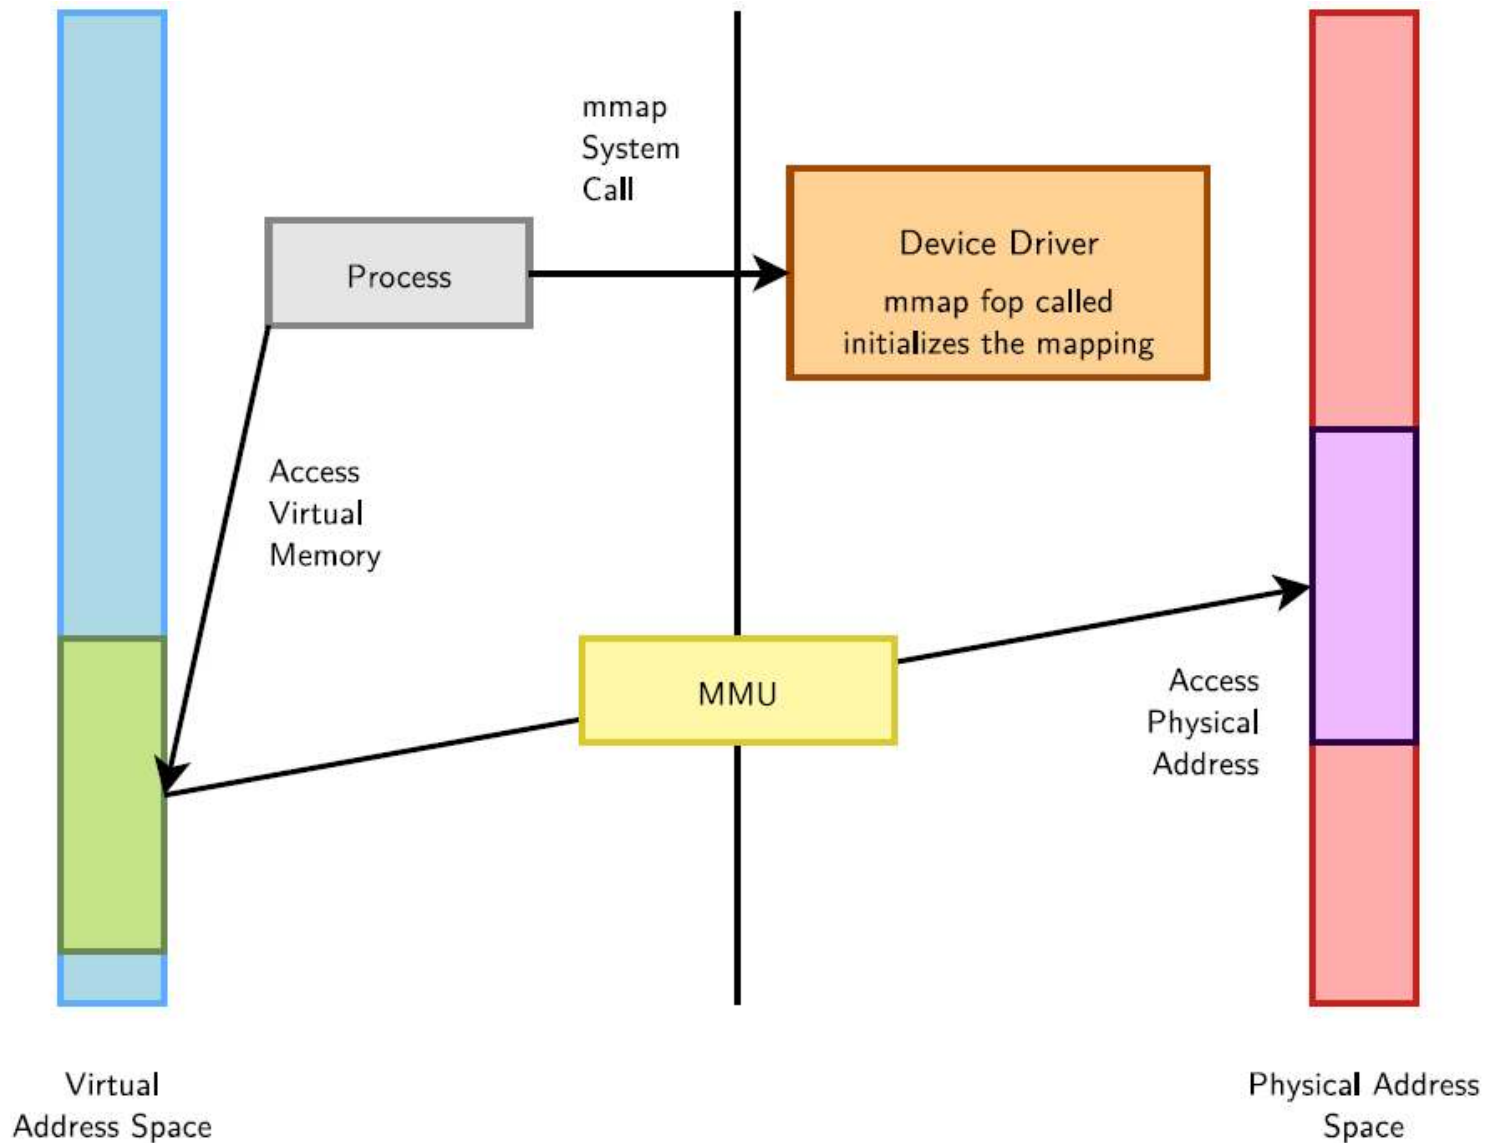 mmap
System
Call
Process
Device Driver
mmap fop called
initializes the mapping
Access
Virtual
Memory
MMU
Access
Physical
Address
Virtual
Address Space
Physical Address
Space